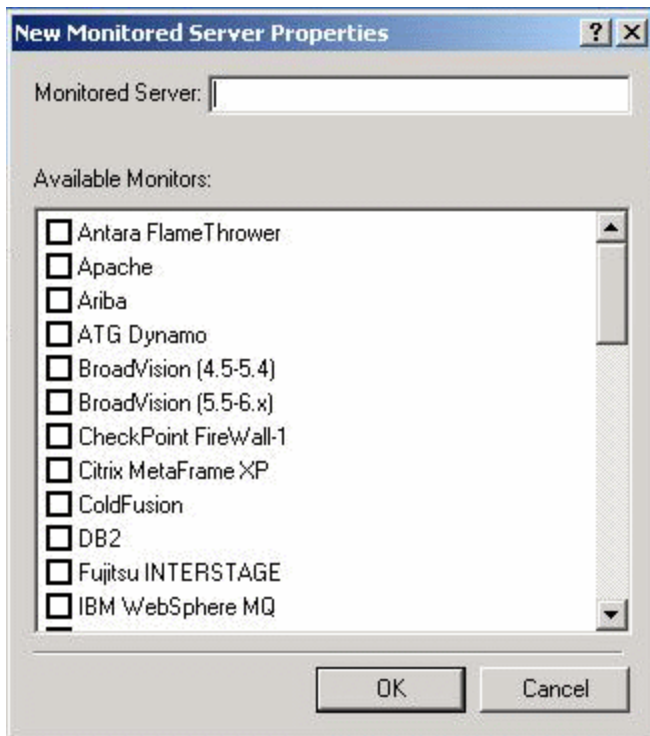 New Monitored Server Properties
Monitored Server:
Available Monitors:
Antara FlameThrower
Apache
Ariba
ATG Dynamo
BroadVision (4.5-5.4)
BroadVision (5.5-6.x)
CheckPoint FireWall-1
Citrix MetaFrame XP
ColdFusion
DB2
Fujitsu INTERSTAGE
IBM WebSphere MQ
OK Cancel